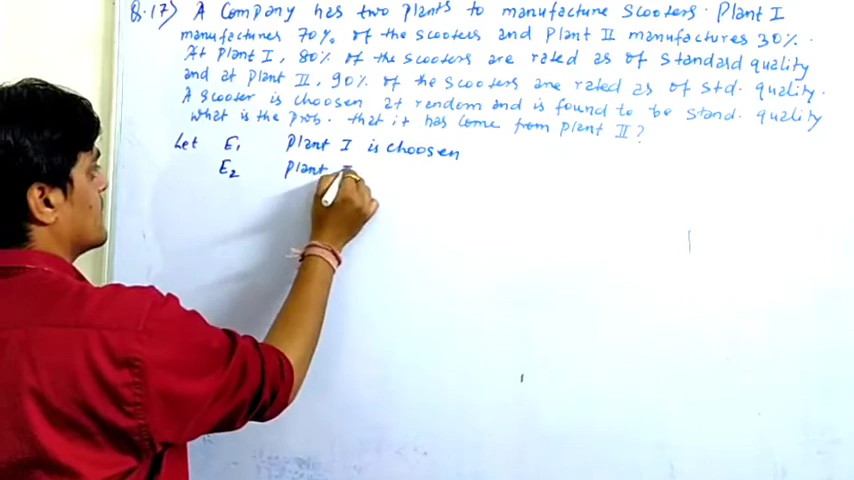 Q.17) A Company has two plants to manufacture scooters. Plant I
manufactures 70% of the scooters and Plant II manufactures 30%.
At Plant I, 80% of the scooters are rated as of standard quality
and at Plant II, 90% of the scooters are rated as of std. quality.
A scooter is choosen at random and is found to be stand. quality
what is the prob. that it has come from plant II?
Let E₁ Plant I is choosen
E₂ Plant